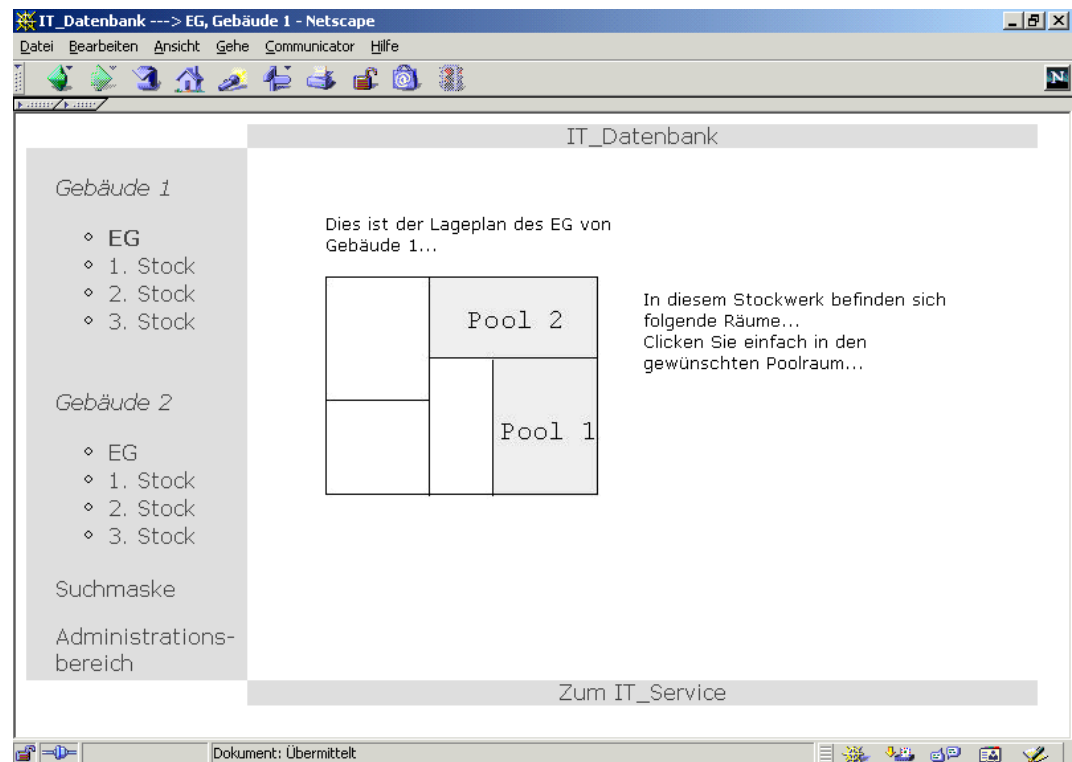 IT_Datenbank ---> EG, Gebäude 1 - Netscape
Datei Bearbeiten Ansicht Gehe Communicator Hilfe
N
IT_Datenbank
Gebäude 1
EG
1. Stock
2. Stock
3. Stock
Gebäude 2
EG
1. Stock
2. Stock
3. Stock
Suchmaske
Administrations-
bereich
Dies ist der Lageplan des EG von
Gebäude 1...
Pool 2
Pool 1
In diesem Stockwerk befinden sich
folgende Räume...
Clicken Sie einfach in den
gewünschten Poolraum...
Zum IT_Service
Dokument: Übermittelt